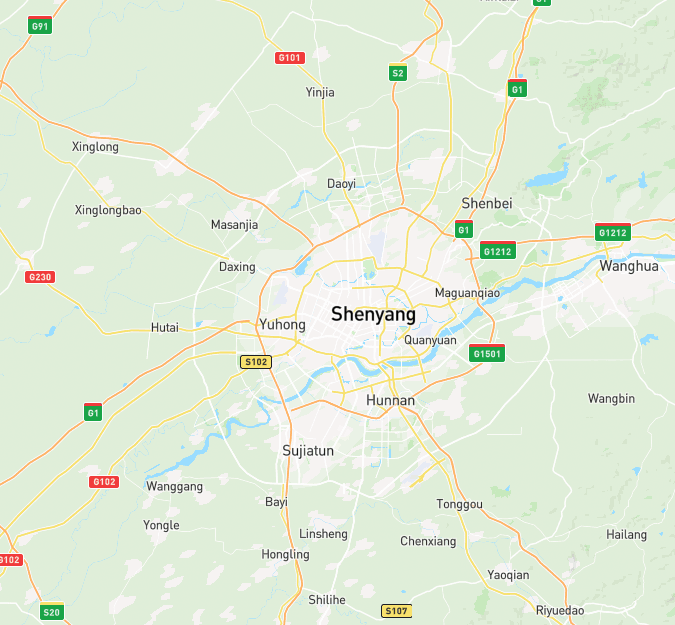 G1
G91
G101
S2
G1
Yinjia
Xinglong
Daoyi
Shenbei
Xinglongbao
Masanjia
G1
G1212
G1212
Daxing
Wanghua
G230
Maguanqiao
Shenyang
Yuhong
Hutai
Quanyuan
G1501
S102
Hunnan
Wangbin
G1
Sujiatun
G102
Wanggang
Bayi
Tonggou
Yongle
Linsheng
Hailang
Chenxiang
Hongling
G102
Yaoqian
Shilihe
S107
Riyuedao
S20